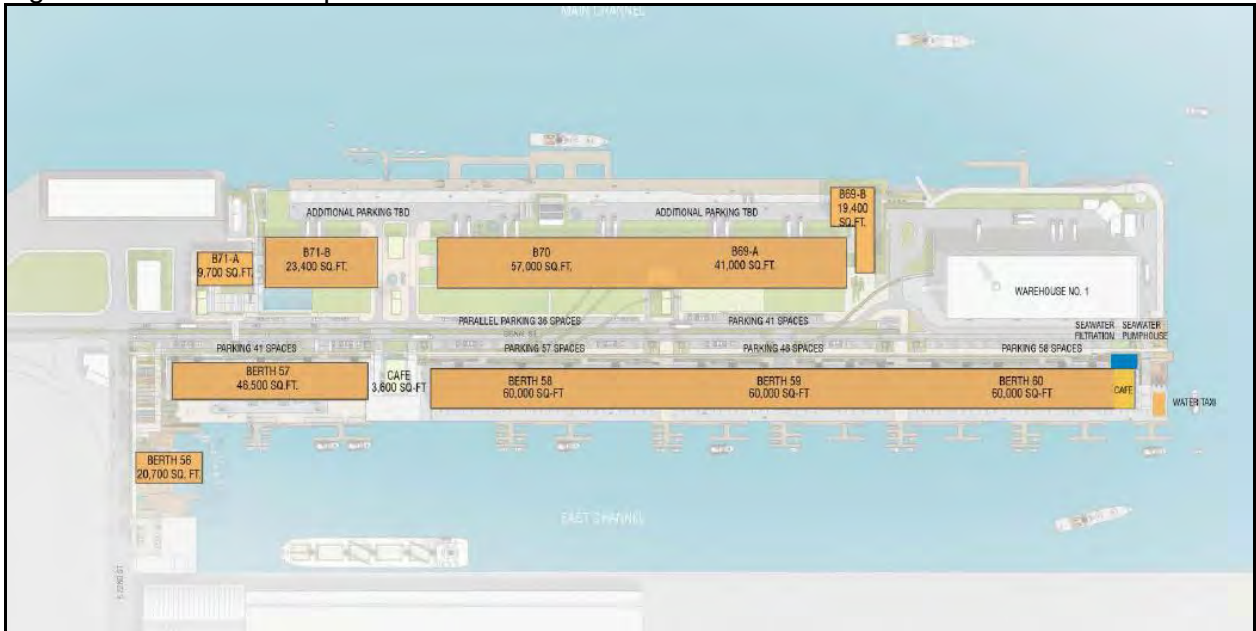 MAIN CHANNEL
B69-B
19,400
SQ.FT.
ADDITIONAL PARKING TBD
ADDITIONAL PARKING TBD
B71-A
9,700 SQ.FT.
B71-B
23,400 SQ.FT.
B70
57,000 SQ.FT.
B69-A
41,000 SQ.FT.
WAREHOUSE NO. 1
PARALLEL PARKING 36 SPACES
PARKING 41 SPACES
SEAWATER
FILTRATION
SEAWATER
PUMPHOUSE
PARKING 41 SPACES
PARKING 57 SPACES
PARKING 58 SPACES
BERTH 57
46,500 SQ.FT.
CAFE
3,600 SQ-FT
BERTH 58
60,000 SQ-FT
BERTH 59
60,000 SQ-FT
BERTH 60
60,000 SQ-FT
CAFE
WATER TAXI
BERTH 56
20,700 SQ. FT.
EAST CHANNEL